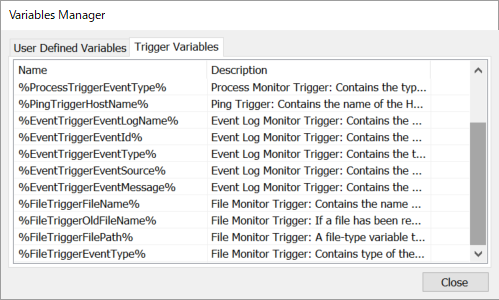 Variables Manager
User Defined Variables Trigger Variables
Name Description
%ProcessTriggerEventType% Process Monitor Trigger: Contains the typ...
%PingTriggerHostName% Ping Trigger: Contains the name of the H...
%EventTriggerEventLogName% Event Log Monitor Trigger: Contains the ...
%EventTriggerEventId% Event Log Monitor Trigger: Contains the ...
%EventTriggerEventType% Event Log Monitor Trigger: Contains the t...
%EventTriggerEventSource% Event Log Monitor Trigger: Contains the ...
%EventTriggerEventMessage% Event Log Monitor Trigger: Contains the ...
%FileTriggerFileName% File Monitor Trigger: Contains the name ...
%FileTriggerOldFileName% File Monitor Trigger: If a file has been re...
%FileTriggerFilePath% File Monitor Trigger: A file-type variable t...
%FileTriggerEventType% File Monitor Trigger: Contains type of the...
Close